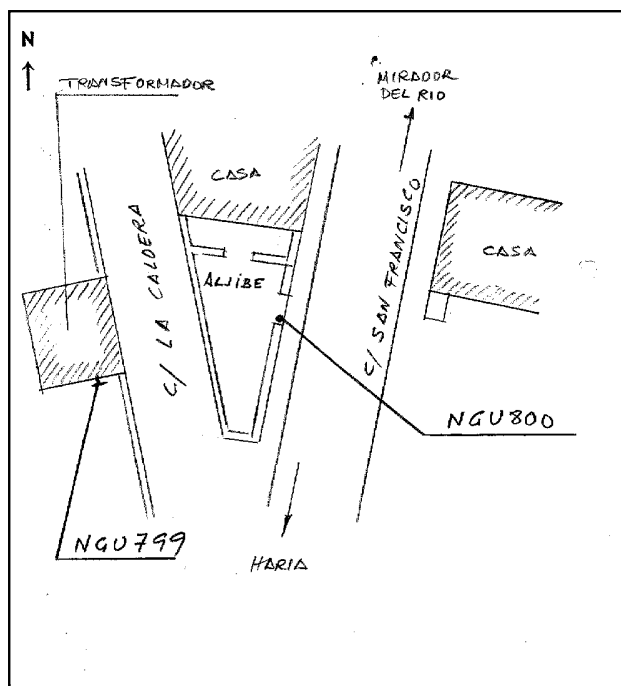 N
TRANSFORMADOR
MIRADOR
DEL RIO
CASA
CASA
ALJIBE
C/ LA CALDERA
C/ SAN FRANCISCO
NGU800
NGU799
HARIA